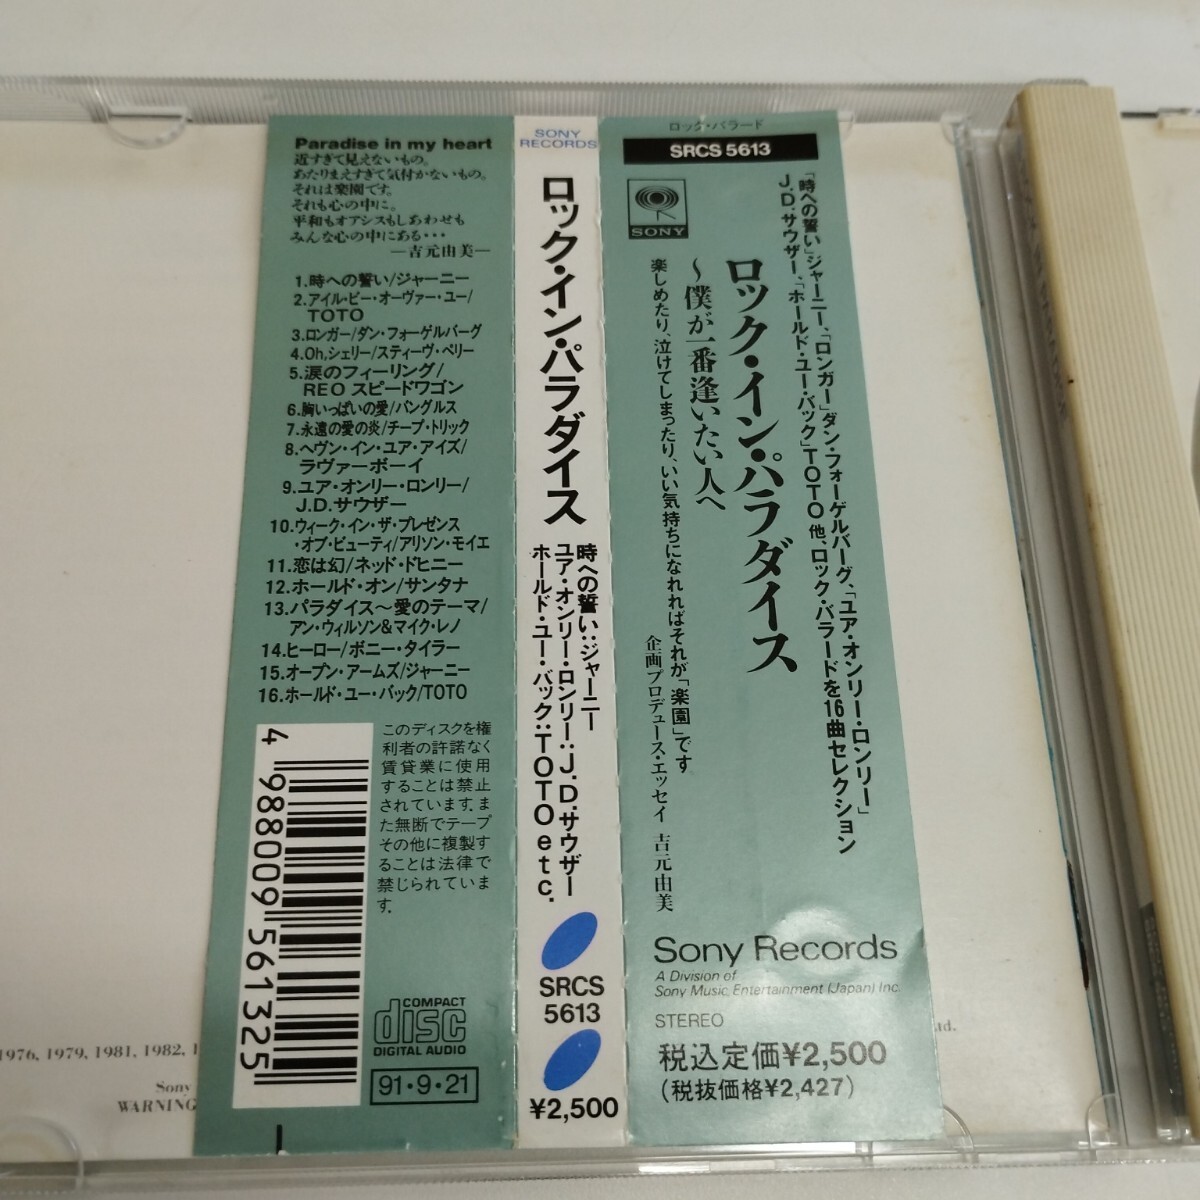 Paradise in my heart
近すぎて見えないもの。
あたりまえすぎて気付かないもの。
それは楽園です。
それも心の中に。
平和もオアシスもしあわせも
みんな心の中にある・・・
―吉元由美―
1.時への誓い/ジャーニー
2.アイル・ビー・オーヴァー・ユー/
TOTO
3.ロンガー/ダン・フォーゲルバーグ
4.Oh,シェリー/スティーヴ・ペリー
5.涙のフィーリング/
REO スピードワゴン
6.胸いっぱいの愛/バングルス
7.永遠の愛の炎/チープ・トリック
8.ヘヴン・イン・ユア・アイズ/
ラヴァーボーイ
9.ユア・オンリー・ロンリー/
J.D.サウザー
10.ウィーク・イン・ザ・プレゼンス
・オブ・ビューティ/アリソン・モイエ
11.恋は幻/ネッド・ドヒニー
12.ホールド・オン/サンタナ
13.パラダイス〜愛のテーマ/
アン・ウィルソン&マイク・レノ
14.ヒーロー/ボニー・タイラー
15.オープン・アームズ/ジャーニー
16.ホールド・ユー・バック/TOTO
4 988009 561325
このディスクを権
利者の許諾なく
賃貸業に使用
することは禁止
されています。ま
た無断でテープ
その他に複製す
ることは法律で
禁じられていま
す。
COMPACT
disc
DIGITAL AUDIO
91・9・21
SONY
RECORDS
ロック・イン・パラダイス
時への誓い:ジャーニー
ユア・オンリー・ロンリー:J.D.サウザー
ホールド・ユー・バック:TOTO etc.
SRCS
5613
¥2,500
ロック・バラード
SRCS 5613
SONY
「時への誓い」ジャーニー、「ロンガー」ダン・フォーゲルバーグ、「ユア・オンリー・ロンリー」
J.D.サウザー、「ホールド・ユー・バック」TOTO他、ロック・バラードを16曲セレクション
ロック・イン・パラダイス
〜僕が一番逢いたい人へ
楽しめたり、泣けてしまったり、いい気持ちになれればそれが「楽園」です
企画プロデュース・エッセイ 吉元由美
Sony Records
A Division of
Sony Music Entertainment (Japan) Inc.
STEREO
税込定価¥2,500
(税抜価格¥2,427)
1976, 1979, 1981, 1982,
Sony
WARNING
td.